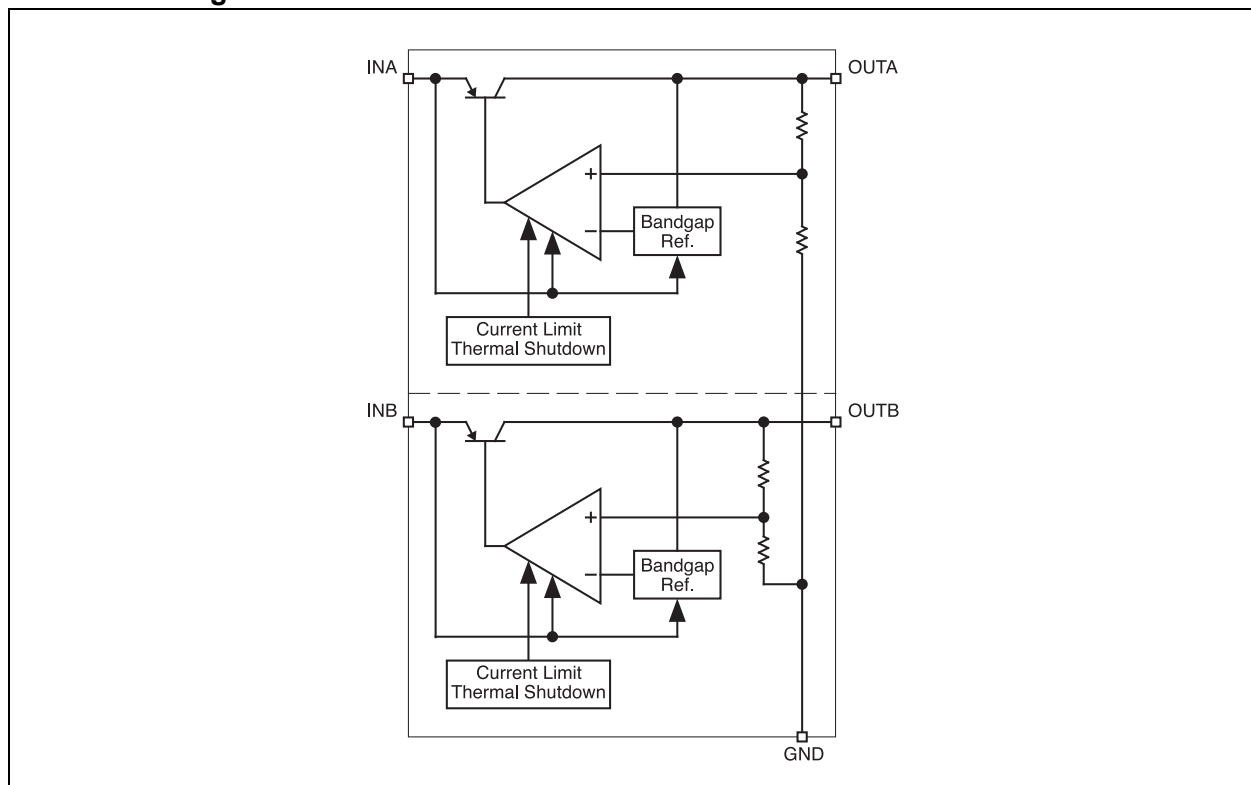 g
INA
OUTA
+
−
Bandgap
Ref.
Current Limit
Thermal Shutdown
INB
OUTB
+
−
Bandgap
Ref.
Current Limit
Thermal Shutdown
GND